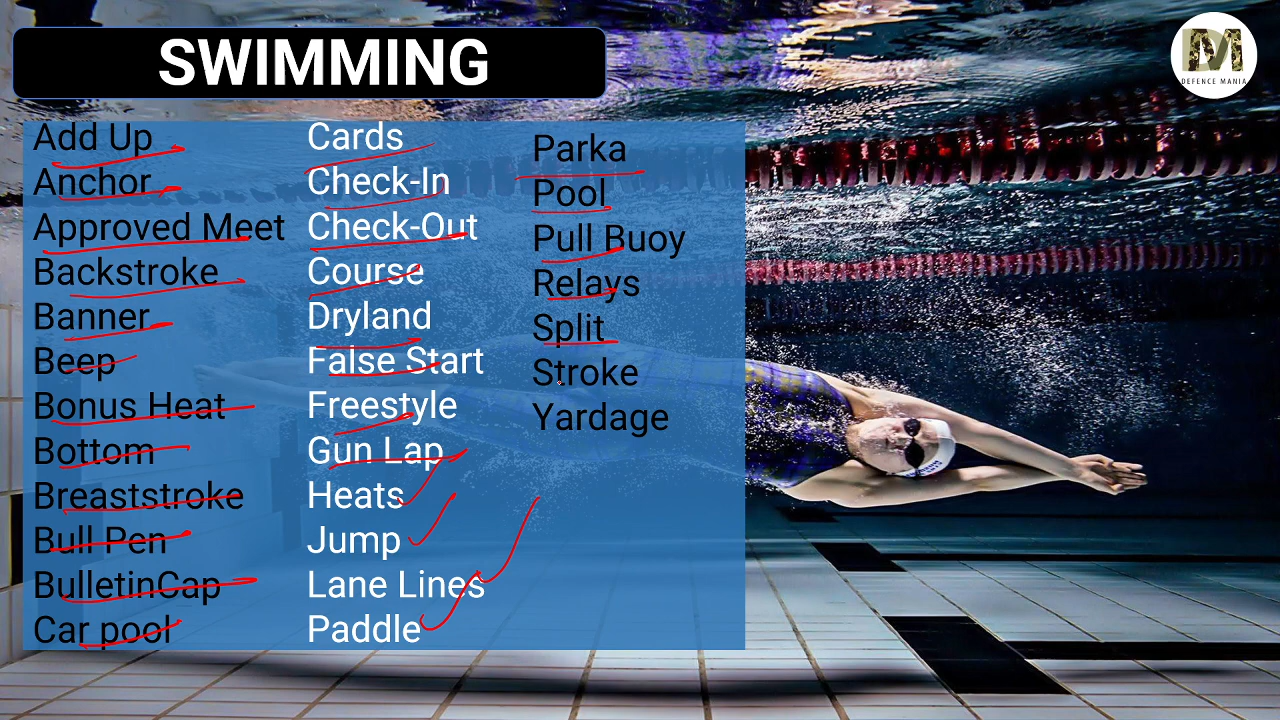 SWIMMING
DM
DEFENCE MANIA
Add Up
Anchor
Approved Meet
Backstroke
Banner
Beep
Bonus Heat
Bottom
Breaststroke
Bull Pen
BulletinCap
Car pool
Cards
Check-In
Check-Out
Course
Dryland
False Start
Freestyle
Gun Lap
Heats
Jump
Lane Lines
Paddle
Parka
Pool
Pull Buoy
Relays
Split
Stroke
Yardage